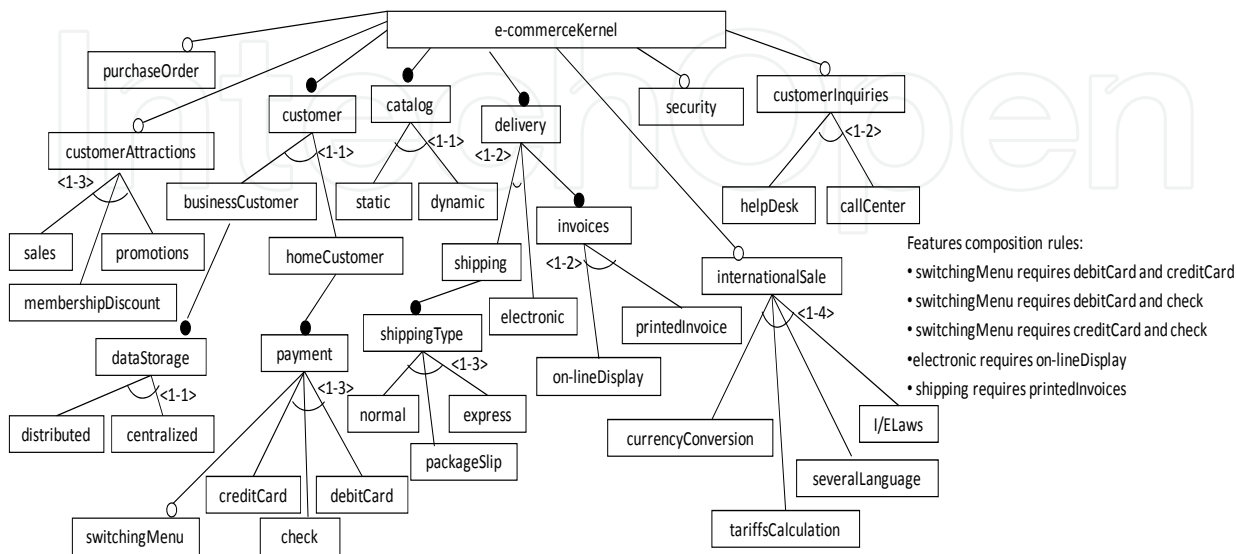 IntechOpen
e-commerceKernel
purchaseOrder
customerAttractions
<1-3>
sales
membershipDiscount
promotions
customer
<1-1>
businessCustomer
homeCustomer
dataStorage
<1-1>
distributed
centralized
payment
<1-3>
switchingMenu
creditCard
check
debitCard
catalog
<1-1>
static
dynamic
delivery
<1-2>
shipping
electronic
shippingType
<1-3>
normal
packageSlip
express
invoices
<1-2>
on-lineDisplay
printedInvoice
security
customerInquiries
<1-2>
helpDesk
callCenter
internationalSale
<1-4>
currencyConversion
tariffsCalculation
severalLanguage
I/ELaws
Features composition rules:
• switchingMenu requires debitCard and creditCard
• switchingMenu requires debitCard and check
• switchingMenu requires creditCard and check
•electronic requires on-lineDisplay
• shipping requires printedInvoices